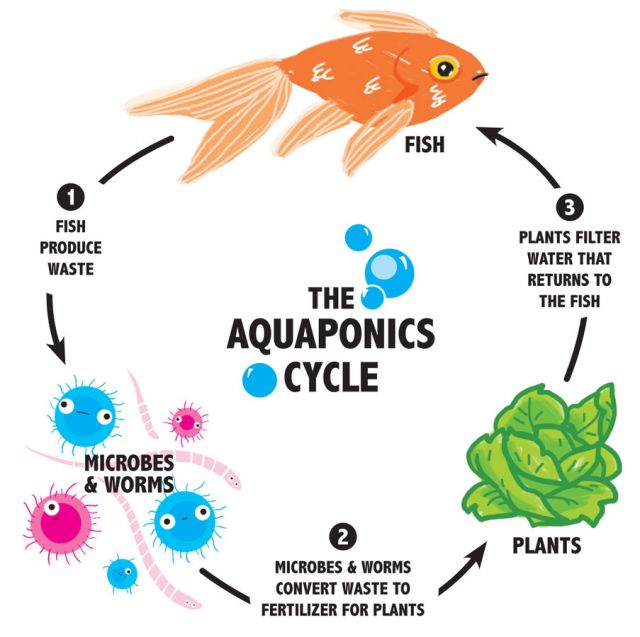 FISH
1
FISH
PRODUCE
WASTE
3
PLANTS FILTER
WATER THAT
RETURNS TO
THE FISH
THE
AQUAPONICS
CYCLE
MICROBES
& WORMS
PLANTS
2
MICROBES & WORMS
CONVERT WASTE TO
FERTILIZER FOR PLANTS